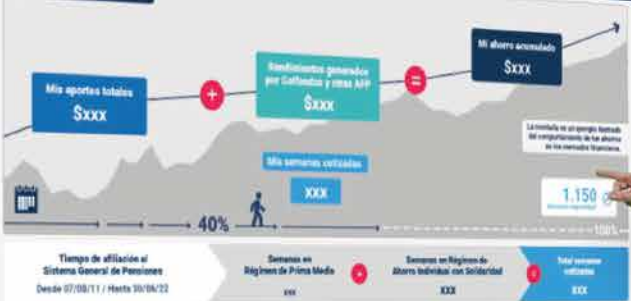 Mis aportes totales
$xxx
+
Rendimientos generados
por Colfondos y otras AFP
$xxx
=
Mi ahorro acumulado
$xxx
La montaña es un ejemplo ilustrado
del comportamiento de los ahorros
en los mercados financieros.
Mis semanas cotizadas
XXX
1.150
40%
100%
Tiempo de afiliación al
Sistema General de Pensiones
Desde 07/08/11 / Hasta 30/06/22
Semanas en
Régimen de Prima Media
xxx
+
Semanas en Régimen de
Ahorro Individual con Solidaridad
XXX
=
Total semanas
cotizadas
XXX